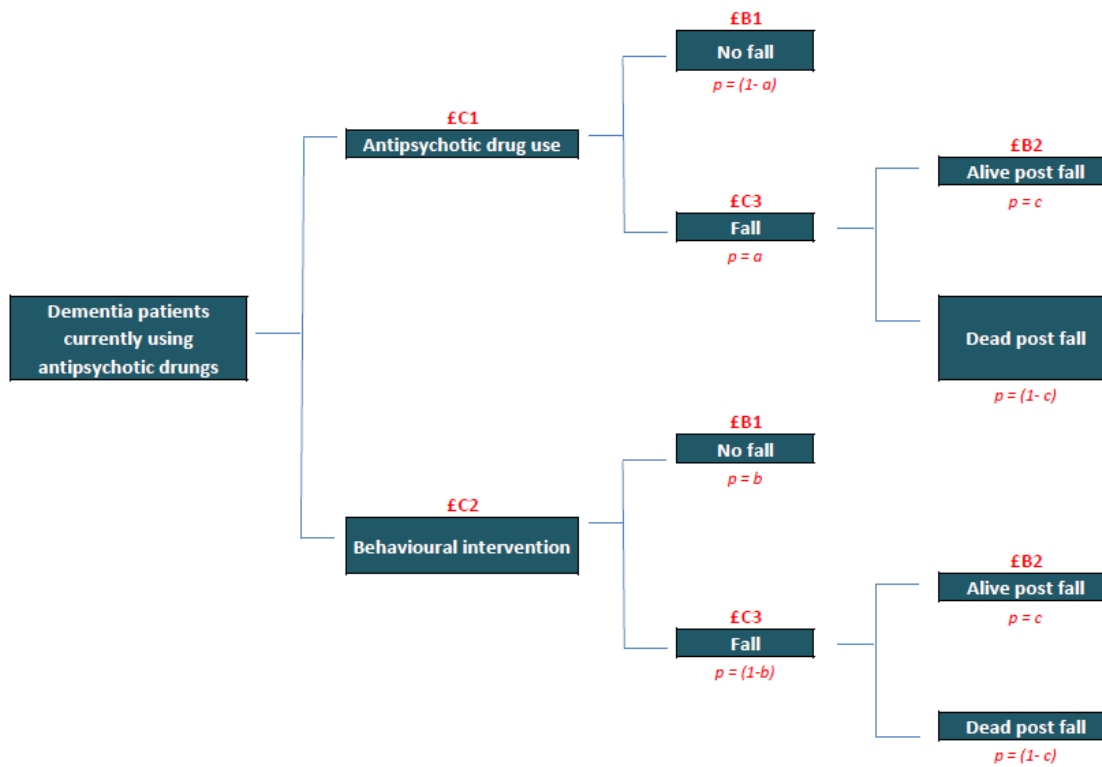 £B1
No fall
p = (1- a)
£C1
Antipsychotic drug use
£B2
Alive post fall
p = c
£C3
Fall
p = a
Dementia patients
currently using
antipsychotic drungs
Dead post fall
p = (1- c)
£B1
No fall
p = b
£C2
Behavioural intervention
£B2
Alive post fall
p = c
£C3
Fall
p = (1-b)
Dead post fall
p = (1- c)